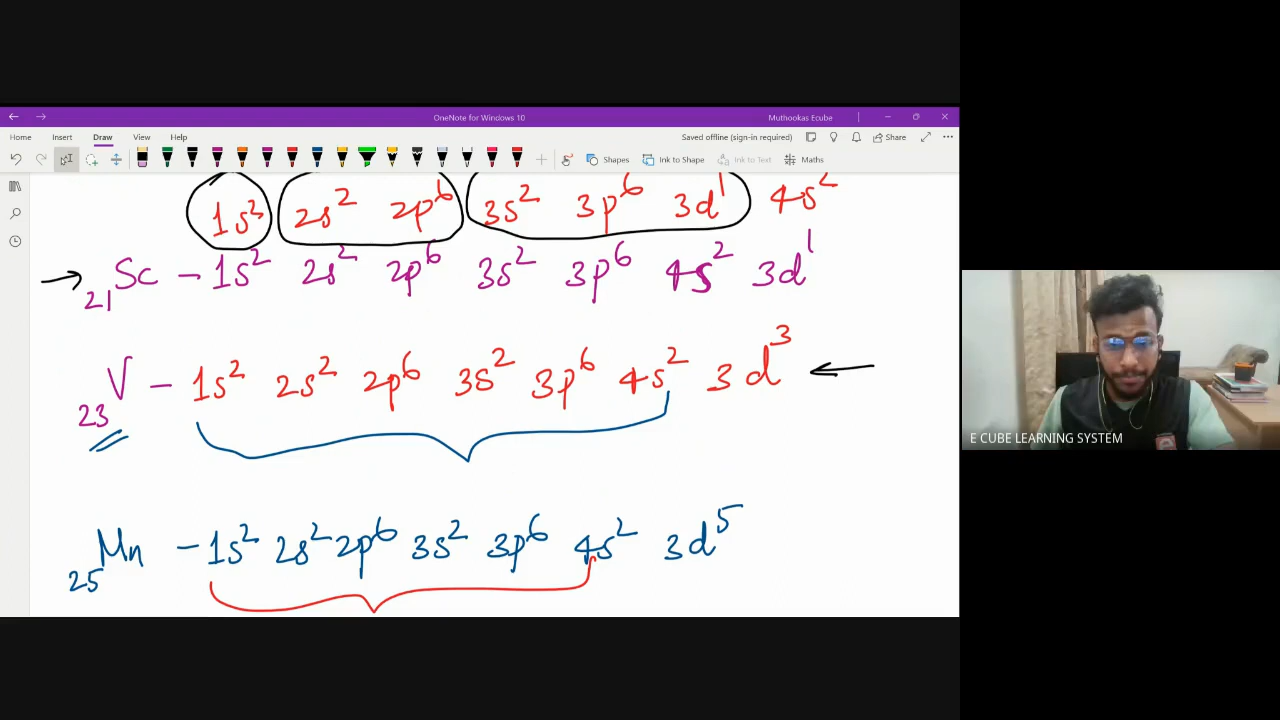 OneNote for Windows 10
Muthookas Ecube
Home Insert Draw View Help
Saved offline (sign-in required)
Share
Shapes
Ink to Shape
Ink to Text
Maths
1s² 2s² 2p⁶ 3s² 3p⁶ 3d¹ 4s²
→ ₂₁Sc – 1s² 2s² 2p⁶ 3s² 3p⁶ 4s² 3d¹
₂₃V – 1s² 2s² 2p⁶ 3s² 3p⁶ 4s² 3d³ ←
₂₅Mn – 1s² 2s² 2p⁶ 3s² 3p⁶ 4s² 3d⁵
E CUBE LEARNING SYSTEM